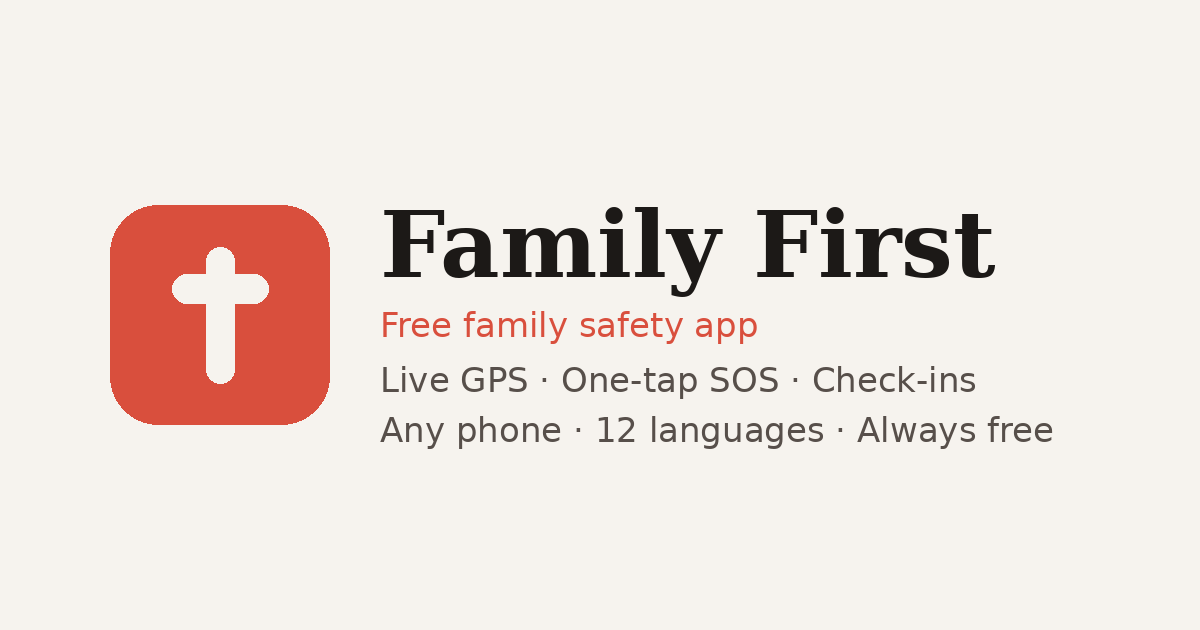 Family First
Free family safety app
Live GPS · One-tap SOS · Check-ins
Any phone · 12 languages · Always free